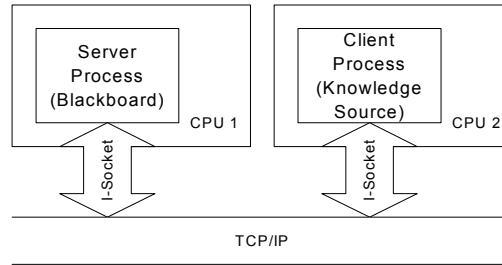 Server
Process
(Blackboard)
CPU 1
I-Socket
Client
Process
(Knowledge
Source)
CPU 2
I-Socket
TCP/IP